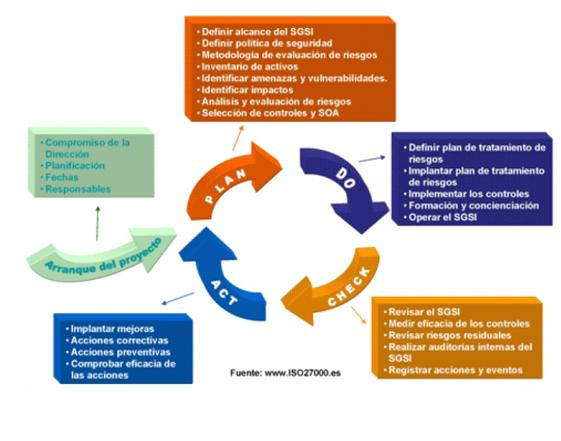 • Definir alcance del SGSI
• Definir política de seguridad
• Metodología de evaluación de riesgos
• Inventario de activos
• Identificar amenazas y vulnerabilidades.
• Identificar impactos
• Análisis y evaluación de riesgos
• Selección de controles y SOA
• Compromiso de la
Dirección
• Planificación
• Fechas
• Responsables
• Definir plan de tratamiento de
riesgos
• Implantar plan de tratamiento
de riesgos
• Implementar los controles
• Formación y concienciación
• Operar el SGSI
PLAN
DO
Arranque del proyecto
ACT
CHECK
• Implantar mejoras
• Acciones correctivas
• Acciones preventivas
• Comprobar eficacia de
las acciones
• Revisar el SGSI
• Medir eficacia de los controles
• Revisar riesgos residuales
• Realizar auditorías internas del
SGSI
• Registrar acciones y eventos
Fuente: www.ISO27000.es